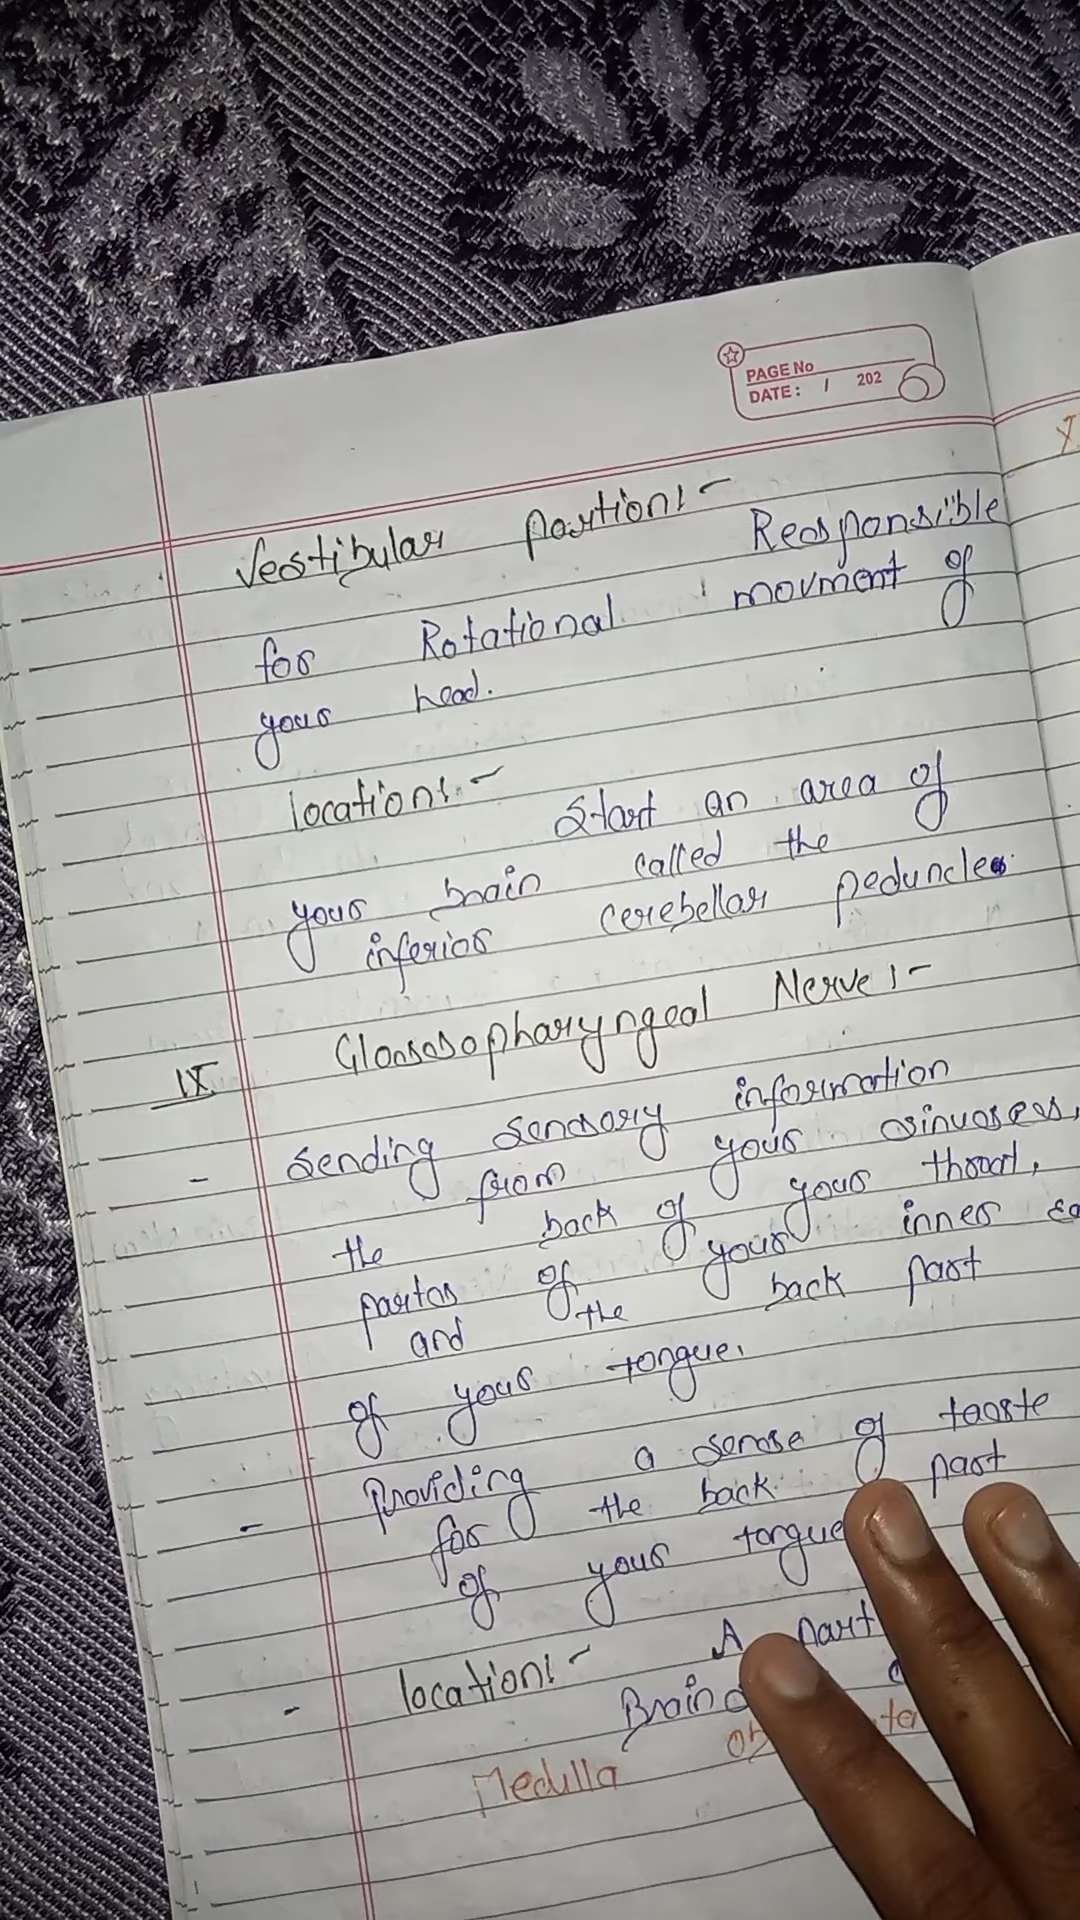 PAGE No
DATE: / 202
Vestibular portion:-
Responsible
for Rotational movment of
your head.
location:-
Start an area of
your brain called the
inferior cerebellar peduncle.
IX Glossopharyngeal Nerve:-
- Sending sensory information
from your sinuses,
the back of your throat,
parts of your inner
and the back part
of your tongue.
- Providing a sense of taste
for the back part
of your tongue
- location:- A part
Brain
Medulla